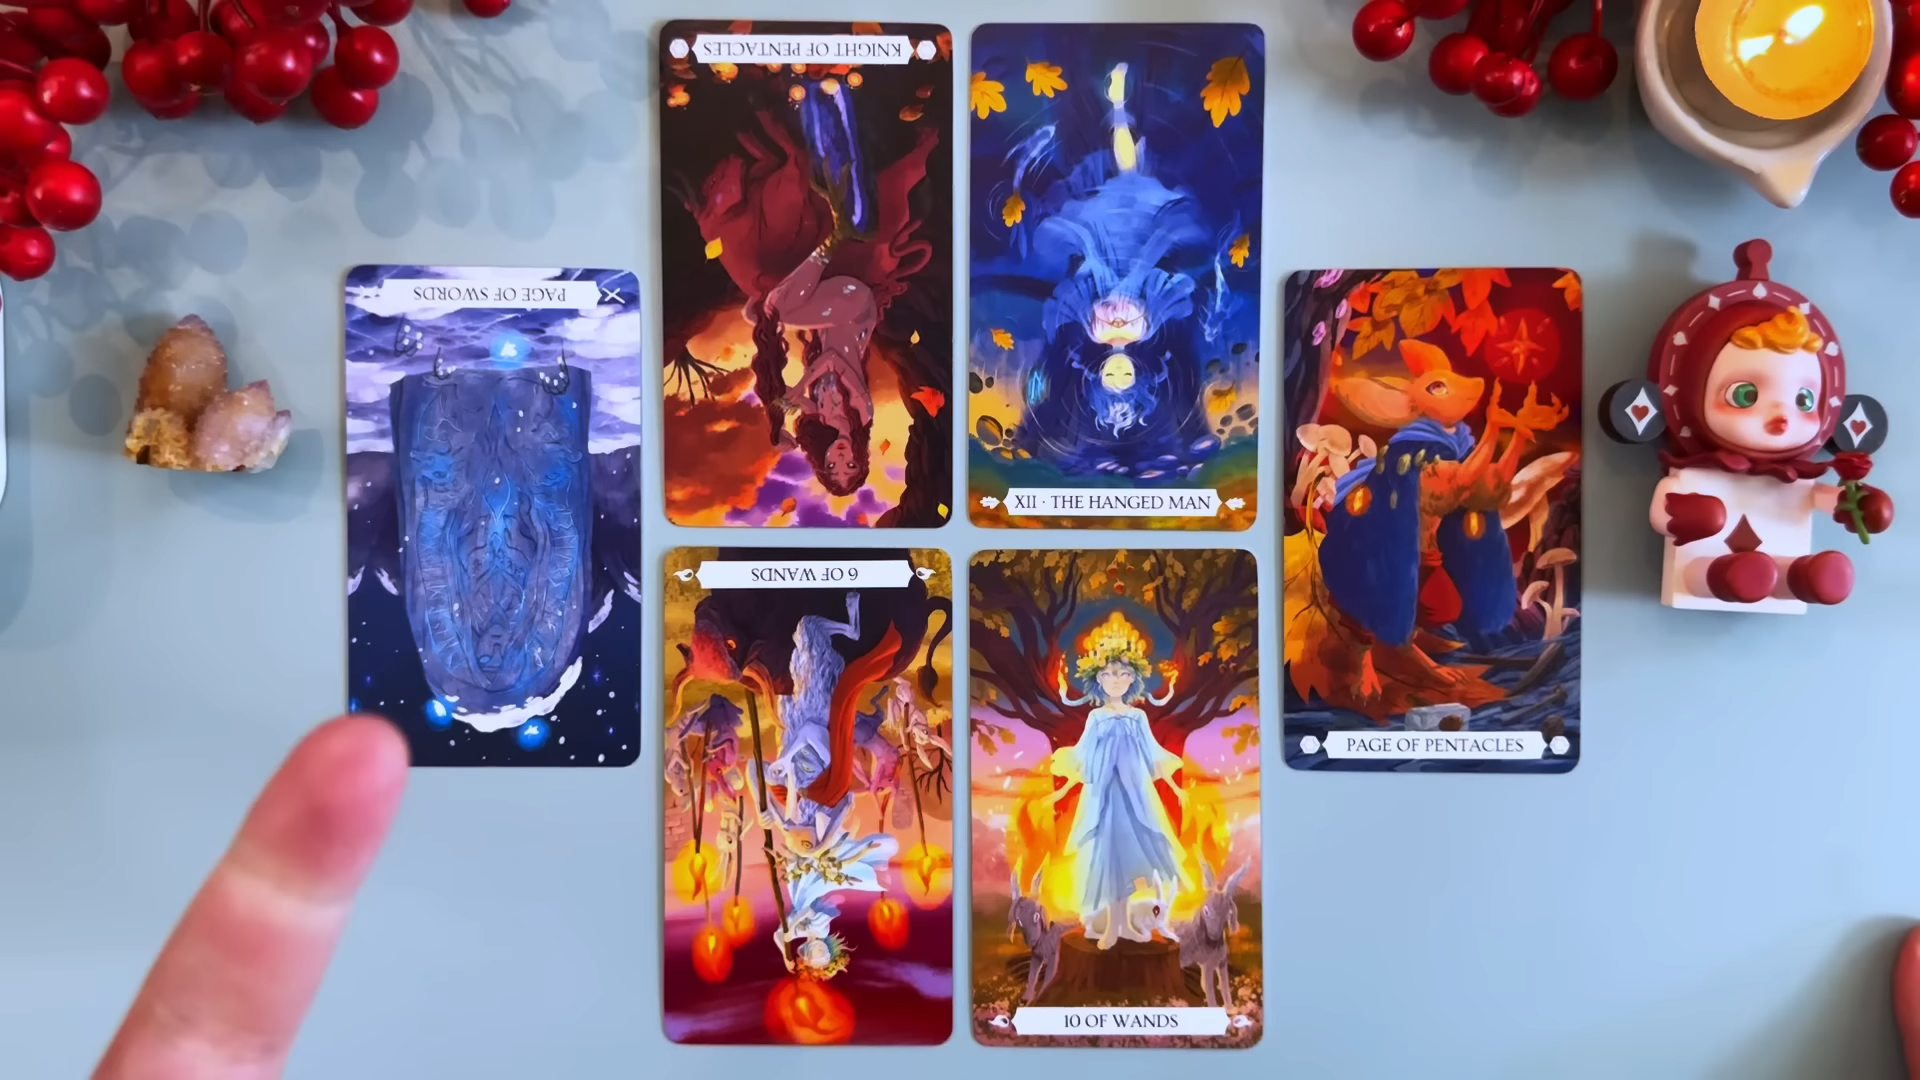 KNIGHT OF PENTACLES
PAGE OF SWORDS
XII · THE HANGED MAN
6 OF WANDS
PAGE OF PENTACLES
10 OF WANDS